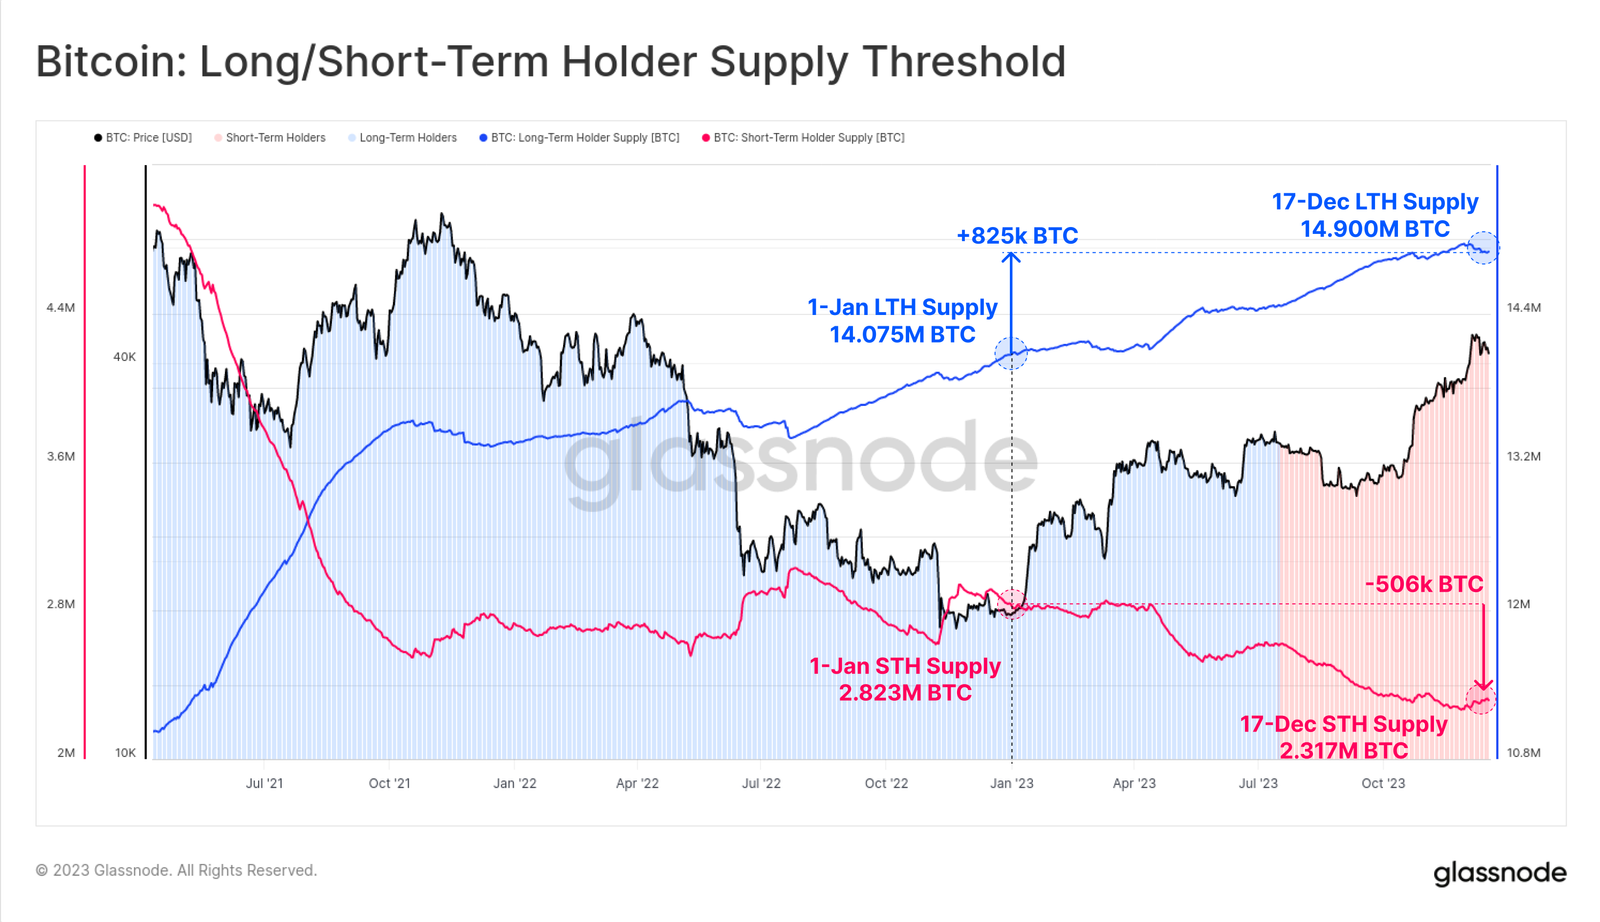 Bitcoin: Long/Short-Term Holder Supply Threshold
BTC: Price [USD] Short-Term Holders Long-Term Holders BTC: Long-Term Holder Supply [BTC] BTC: Short-Term Holder Supply [BTC]
17-Dec LTH Supply
14.900M BTC
+825k BTC
1-Jan LTH Supply
14.075M BTC
4.4M
14.4M
40K
glassnode
3.6M
13.2M
-506k BTC
2.8M
12M
1-Jan STH Supply
2.823M BTC
17-Dec STH Supply
2.317M BTC
2M
10K
10.8M
Jul '21 Oct '21 Jan '22 Apr '22 Jul '22 Oct '22 Jan '23 Apr '23 Jul '23 Oct '23
© 2023 Glassnode. All Rights Reserved.
glassnode